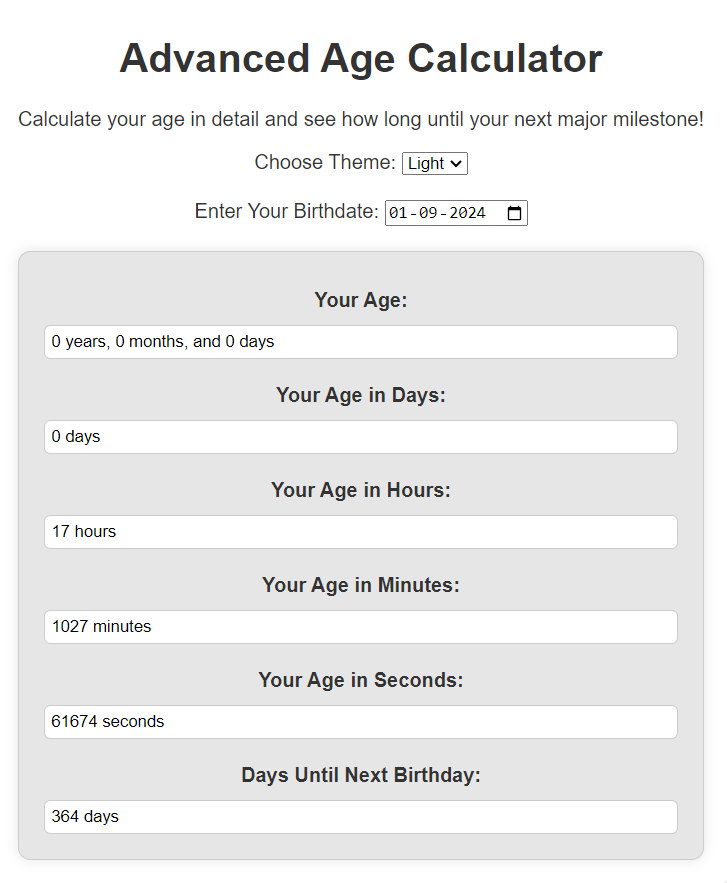 Advanced Age Calculator
Calculate your age in detail and see how long until your next major milestone!
Choose Theme: Light
Enter Your Birthdate: 01-09-2024
Your Age:
0 years, 0 months, and 0 days
Your Age in Days:
0 days
Your Age in Hours:
17 hours
Your Age in Minutes:
1027 minutes
Your Age in Seconds:
61674 seconds
Days Until Next Birthday:
364 days